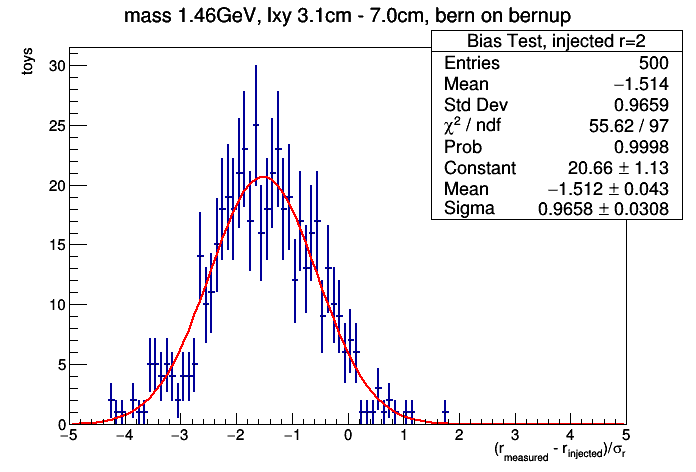 mass 1.46GeV, lxy 3.1cm - 7.0cm, bern on bernup
toys
Bias Test, injected r=2
Entries 500
Mean −1.514
Std Dev 0.9659
χ² / ndf 55.62 / 97
Prob 0.9998
Constant 20.66 ± 1.13
Mean −1.512 ± 0.043
Sigma 0.9658 ± 0.0308
30
25
20
15
10
5
0
−5 −4 −3 −2 −1 0 1 2 3 4 5
(r_measured - r_injected)/σ_r